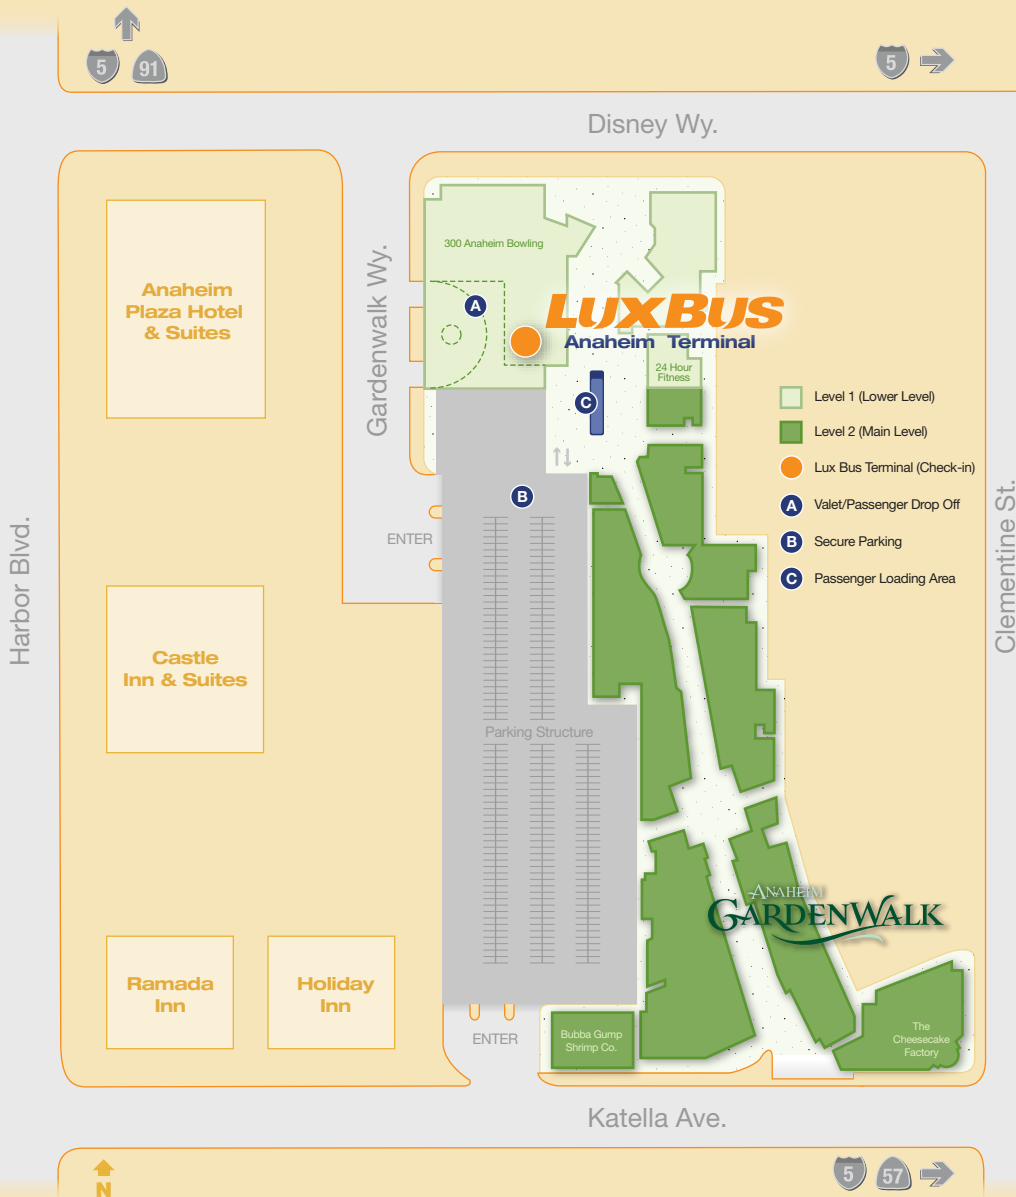 5
91
5
Disney Wy.
300 Anaheim Bowling
Gardenwalk Wy.
Anaheim
Plaza Hotel
& Suites
A
LUXBUS
Anaheim Terminal
24 Hour
Fitness
C
Level 1 (Lower Level)
Level 2 (Main Level)
Lux Bus Terminal (Check-in)
A Valet/Passenger Drop Off
B Secure Parking
C Passenger Loading Area
B
ENTER
Harbor Blvd.
Clementine St.
Castle
Inn & Suites
Parking Structure
ANAHEIM
GARDENWALK
Ramada
Inn
Holiday
Inn
ENTER
Bubba Gump
Shrimp Co.
The
Cheesecake
Factory
Katella Ave.
N
5
57